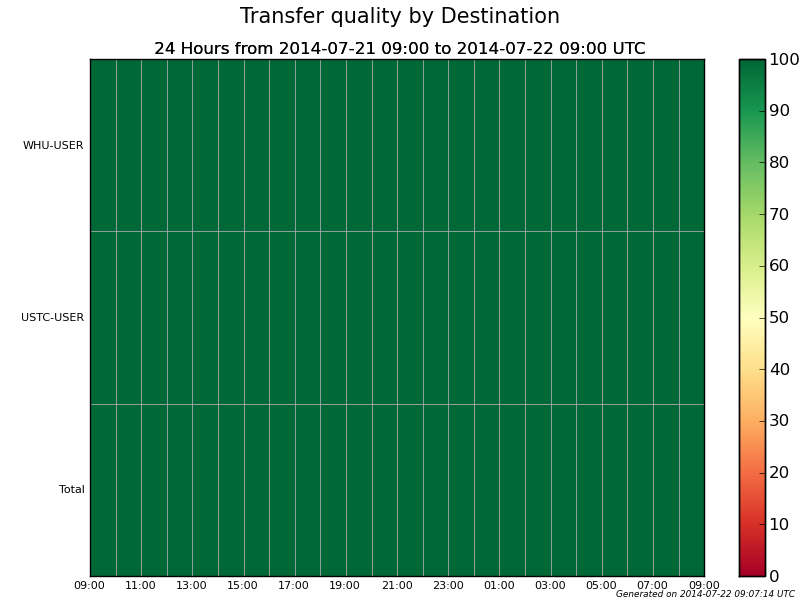 Transfer quality by Destination
24 Hours from 2014-07-21 09:00 to 2014-07-22 09:00 UTC
100
90
80
70
60
50
40
30
20
10
0
WHU-USER
USTC-USER
Total
09:00 11:00 13:00 15:00 17:00 19:00 21:00 23:00 01:00 03:00 05:00 07:00 09:00
Generated on 2014-07-22 09:07:14 UTC